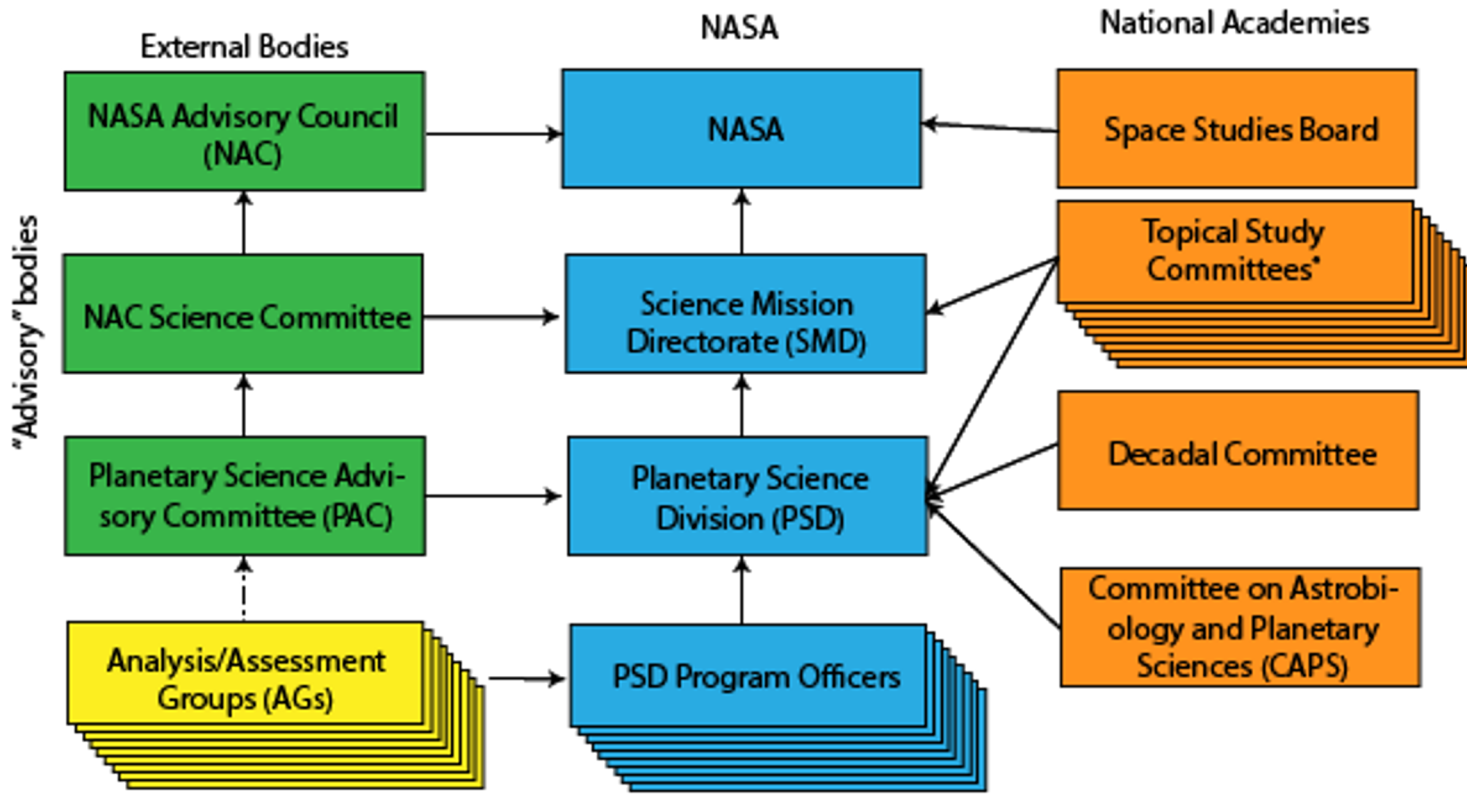 External Bodies
NASA
National Academies
"Advisory" bodies
NASA Advisory Council
(NAC)
NASA
Space Studies Board
Topical Study
Committees*
NAC Science Committee
Science Mission
Directorate (SMD)
Decadal Committee
Planetary Science Advi-
sory Committee (PAC)
Planetary Science
Division (PSD)
Committee on Astrobi-
ology and Planetary
Sciences (CAPS)
Analysis/Assessment
Groups (AGs)
PSD Program Officers